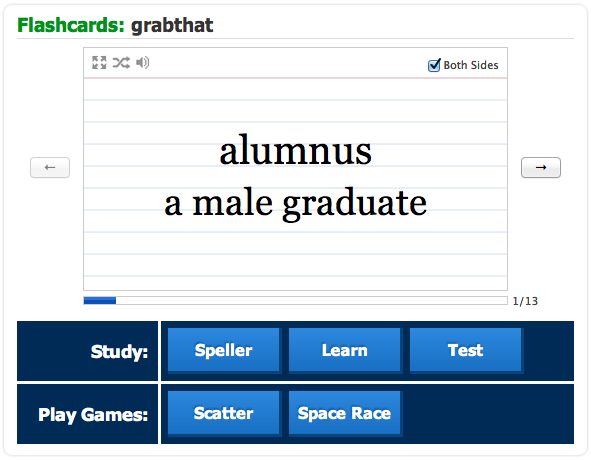 Flashcards: grabthat
Both Sides
alumnus
a male graduate
←
→
1/13
Study: Speller Learn Test
Play Games: Scatter Space Race